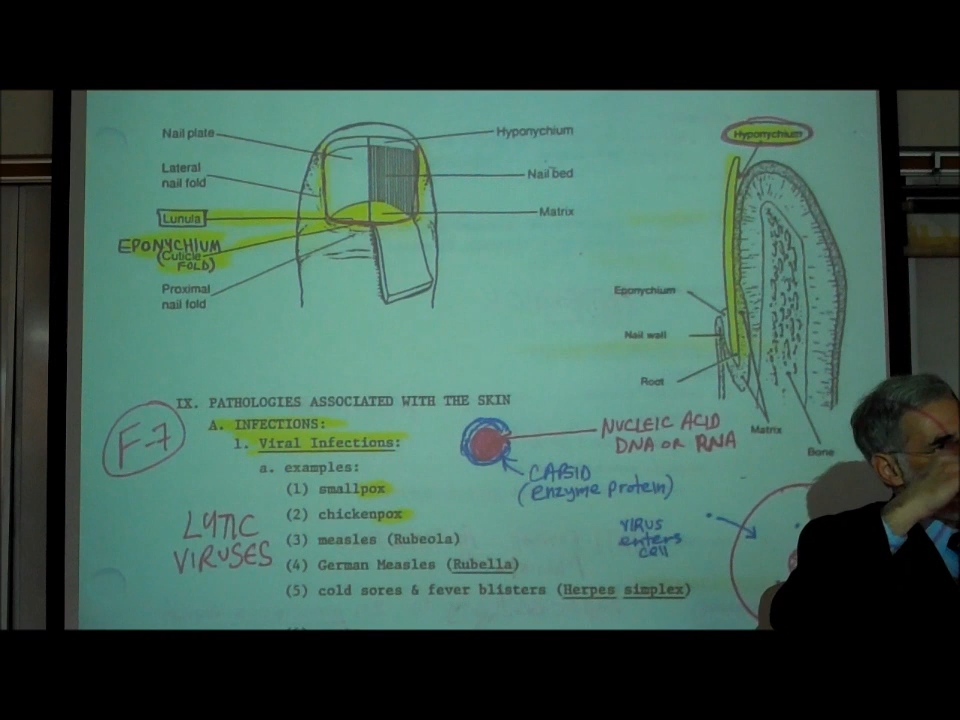 Nail plate
Lateral
nail fold
Lunula
EPONYCHIUM
(Cuticle
FOLD)
Proximal
nail fold
Hyponychium
Nail bed
Matrix
Hyponychium
Eponychium
Nail wall
Root
Matrix
Bone
IX. PATHOLOGIES ASSOCIATED WITH THE SKIN
A. INFECTIONS:
1. Viral Infections:
a. examples:
(1) smallpox
(2) chickenpox
(3) measles (Rubeola)
(4) German Measles (Rubella)
(5) cold sores & fever blisters (Herpes simplex)
F-7
LYTIC
VIRUSES
NUCLEIC ACID
DNA OR RNA
CAPSID
(enzyme protein)
VIRUS
enters
cell